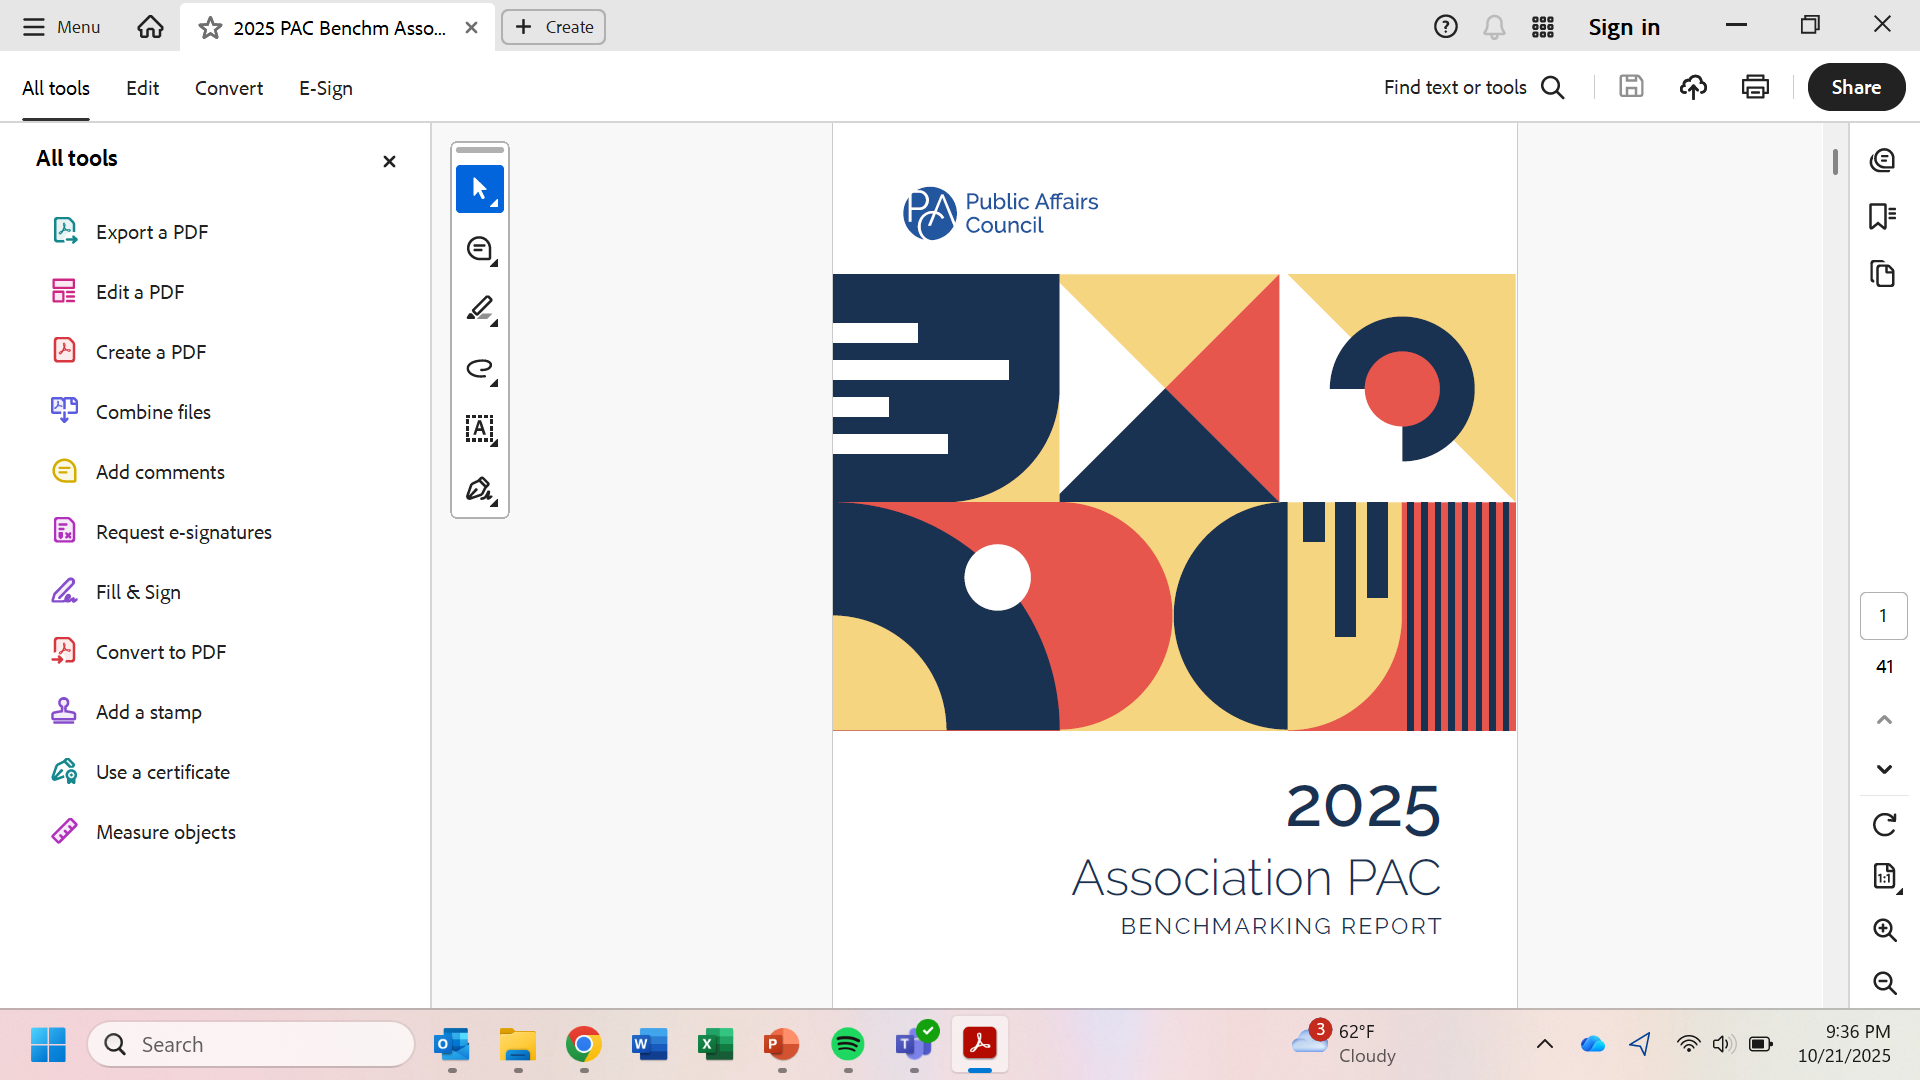 Menu
2025 PAC Benchm Asso...
Create
Sign in
All tools
Edit
Convert
E-Sign
Find text or tools
Share
All tools
Export a PDF
Edit a PDF
Create a PDF
Combine files
Add comments
Request e-signatures
Fill & Sign
Convert to PDF
Add a stamp
Use a certificate
Measure objects
A
PCA
Public Affairs
Council
2025
Association PAC
BENCHMARKING REPORT
1
41
1:1
Search
O
W
X
P
T
3
62°F
Cloudy
9:36 PM
10/21/2025